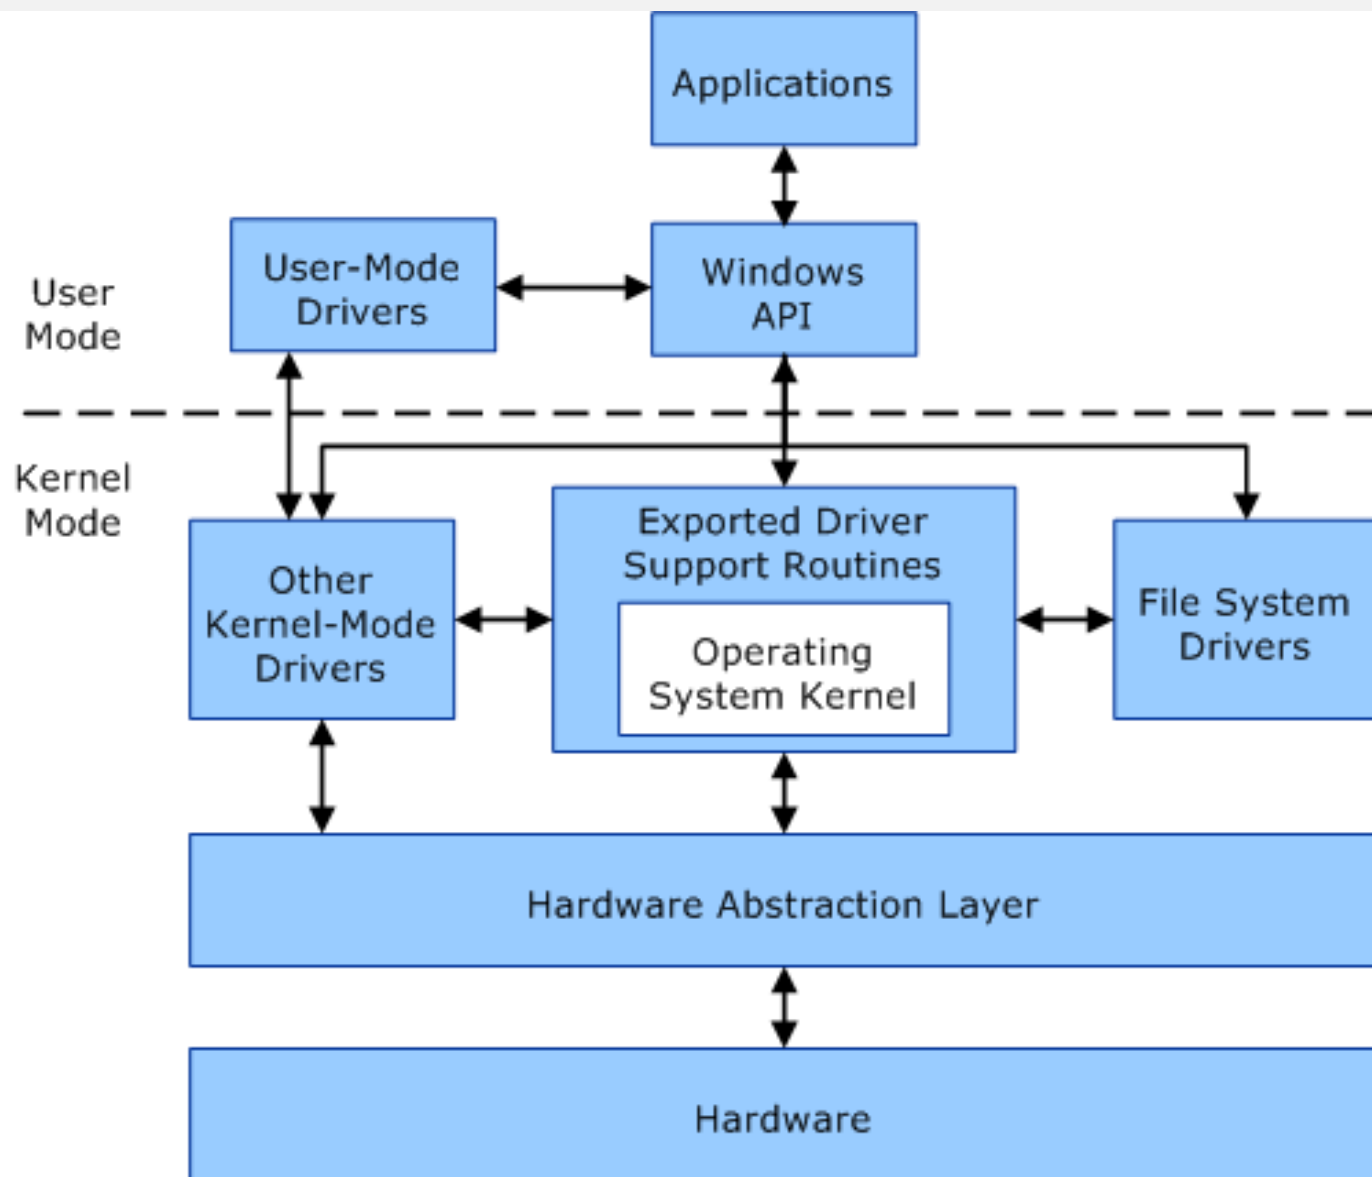 Applications
User-Mode
Drivers
Windows
API
User
Mode
Kernel
Mode
Other
Kernel-Mode
Drivers
Exported Driver
Support Routines
Operating
System Kernel
File System
Drivers
Hardware Abstraction Layer
Hardware